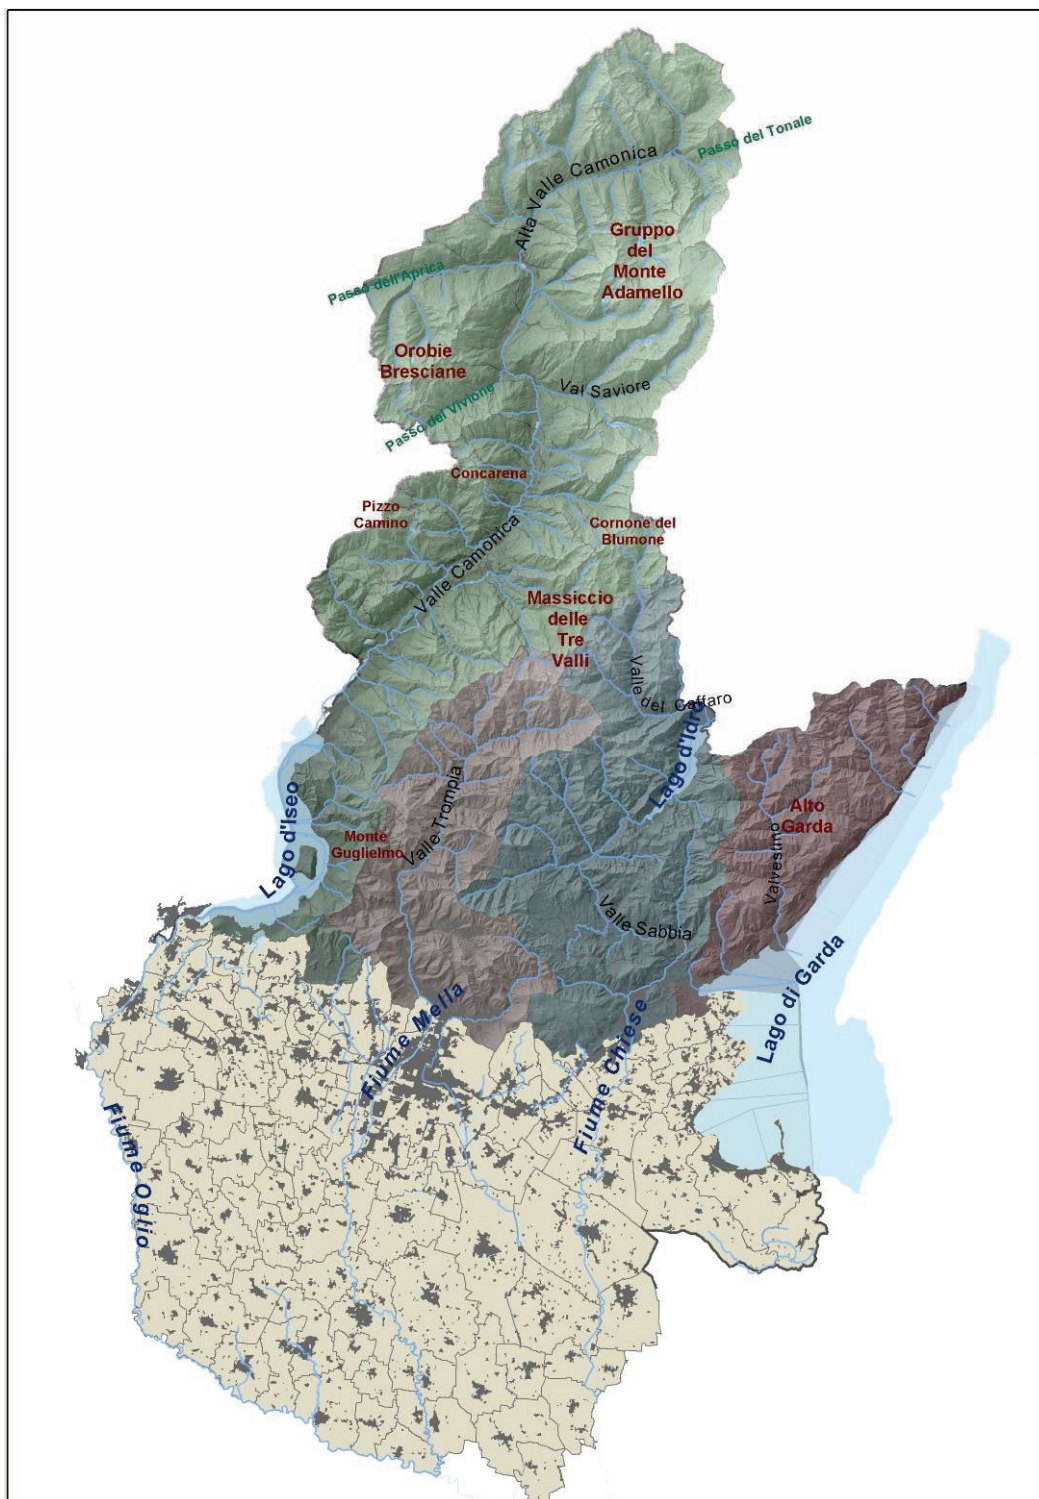 Passo del Tonale
Alta Valle Camonica
Gruppo
del
Monte
Adamello
Passo dell'Aprica
Orobie
Bresciane
Val Saviore
Passo del Vivione
Concarena
Pizzo
Camino
Cornone del
Blumone
Valle Camonica
Massiccio
delle
Tre
Valli
Valle del Caffaro
Lago d'Idro
Valle Trompia
Alto
Garda
Valvestino
Monte
Guglielmo
Lago d'Iseo
Valle Sabbia
Lago di Garda
Fiume Mella
Fiume Chiese
Fiume Oglio